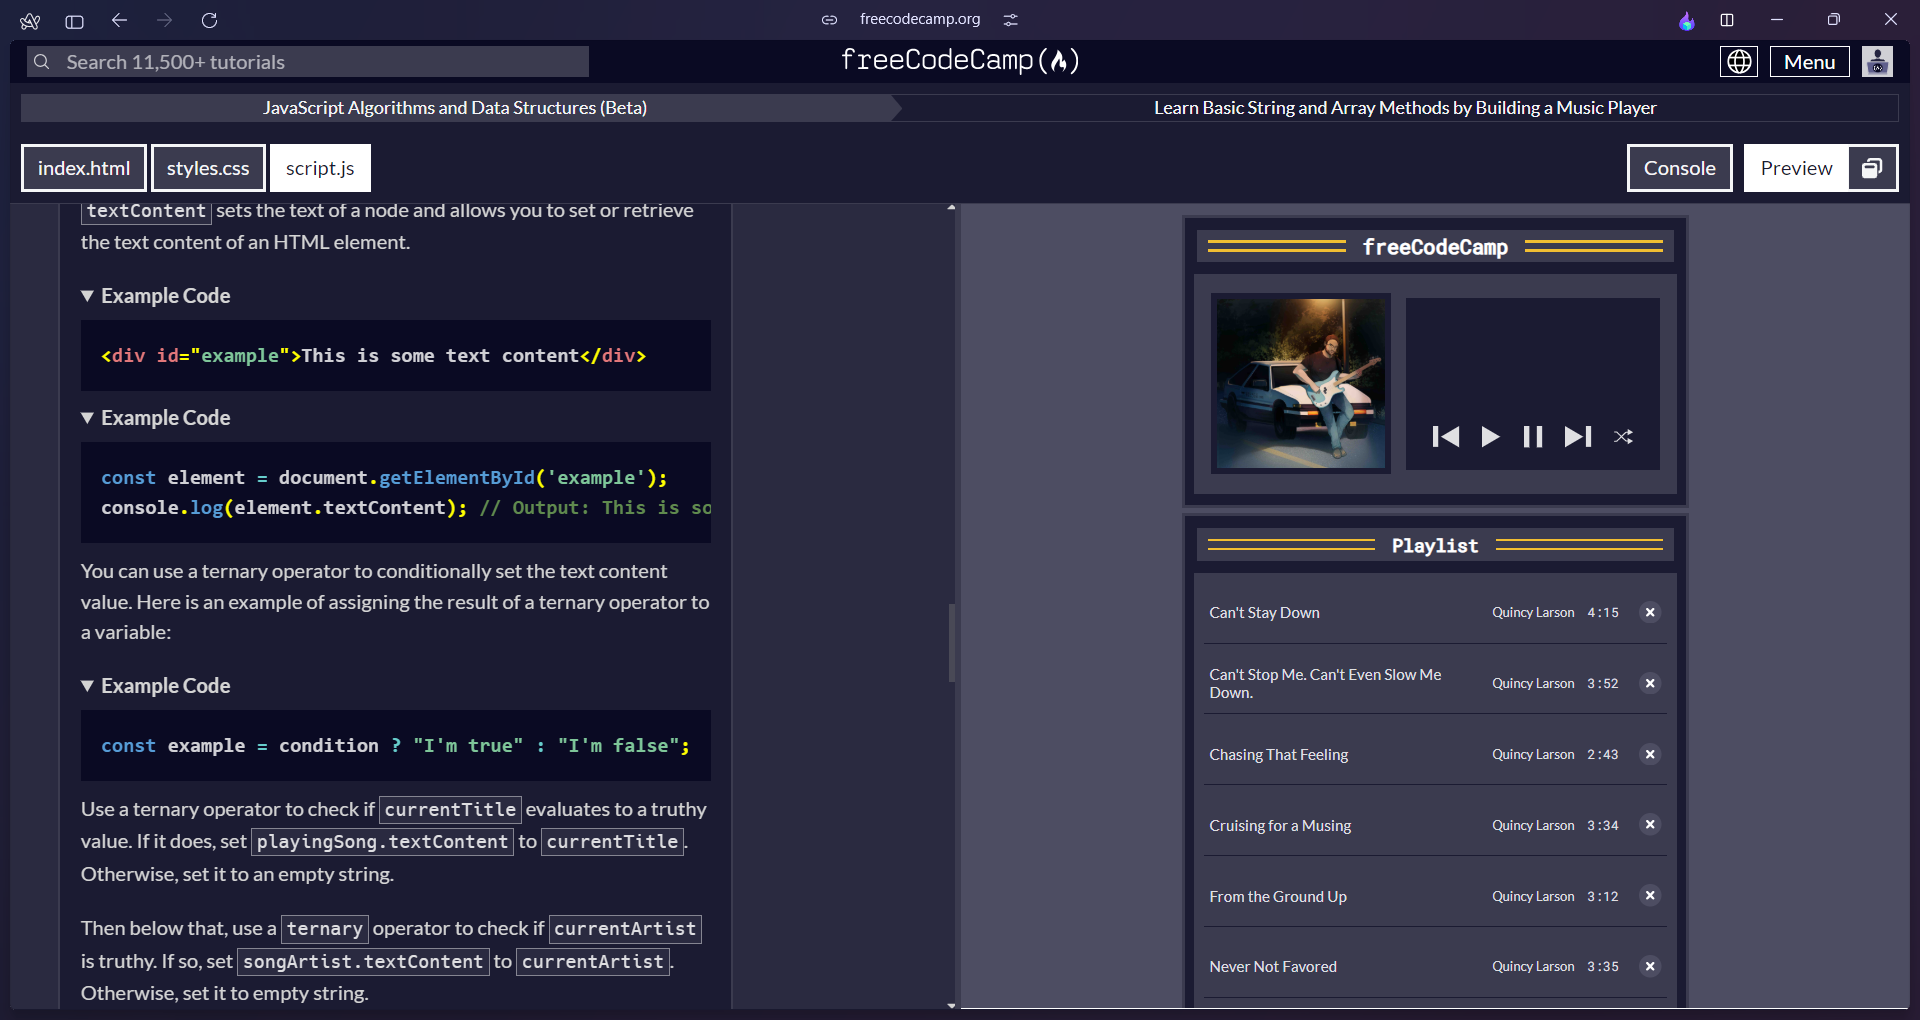 freecodecamp.org
Search 11,500+ tutorials
freeCodeCamp(🔥)
Menu
JavaScript Algorithms and Data Structures (Beta)
Learn Basic String and Array Methods by Building a Music Player
index.html
styles.css
script.js
Console
Preview
textContent sets the text of a node and allows you to set or retrieve
the text content of an HTML element.
▼ Example Code
<div id="example">This is some text content</div>
▼ Example Code
const element = document.getElementById('example');
console.log(element.textContent); // Output: This is so
You can use a ternary operator to conditionally set the text content
value. Here is an example of assigning the result of a ternary operator to
a variable:
▼ Example Code
const example = condition ? "I'm true" : "I'm false";
Use a ternary operator to check if currentTitle evaluates to a truthy
value. If it does, set playingSong.textContent to currentTitle.
Otherwise, set it to an empty string.
Then below that, use a ternary operator to check if currentArtist
is truthy. If so, set songArtist.textContent to currentArtist.
Otherwise, set it to empty string.
freeCodeCamp
Playlist
Can't Stay Down Quincy Larson 4:15
Can't Stop Me. Can't Even Slow Me
Down. Quincy Larson 3:52
Chasing That Feeling Quincy Larson 2:43
Cruising for a Musing Quincy Larson 3:34
From the Ground Up Quincy Larson 3:12
Never Not Favored Quincy Larson 3:35